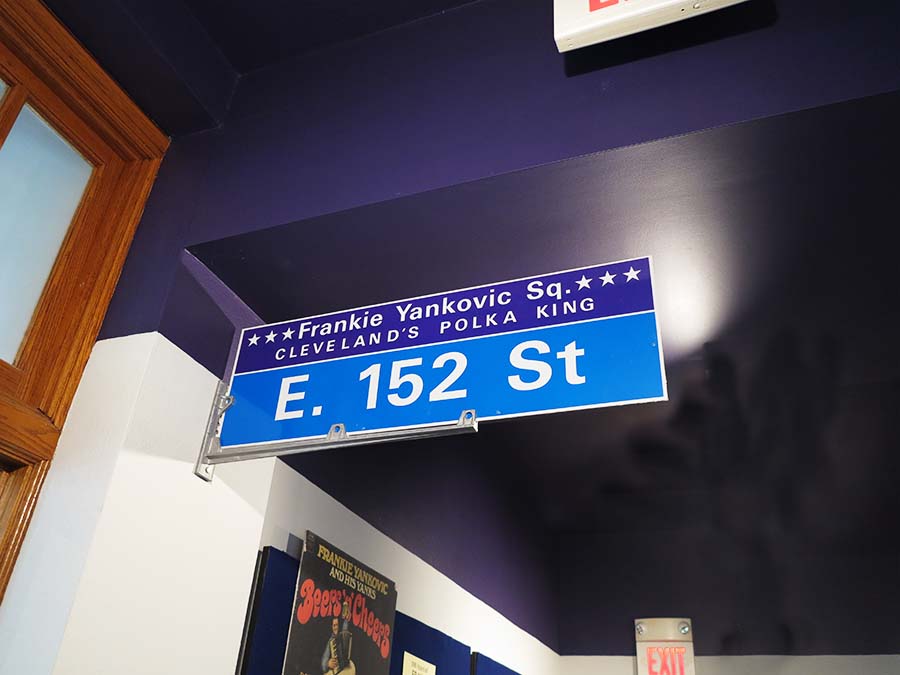 ★★★Frankie Yankovic Sq.★★★
CLEVELAND'S POLKA KING
E. 152 St
FRANKIE YANKOVIC
AND HIS YANKS
Beers 'n' Cheers
EXIT